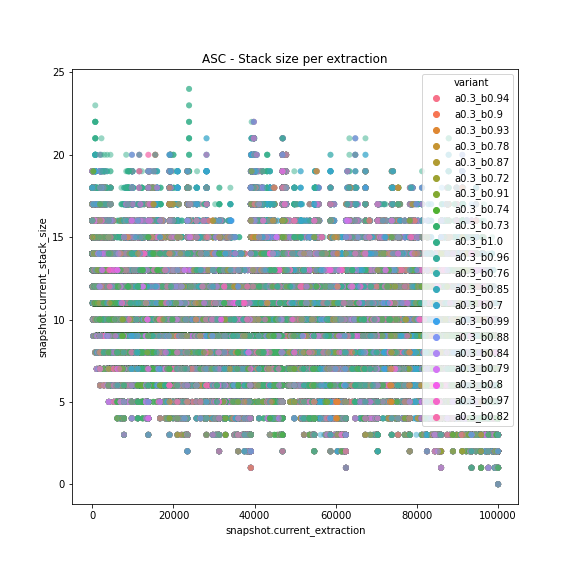 ASC - Stack size per extraction
25
20
15
10
5
0
snapshot.current_stack_size
0
20000
40000
60000
80000
100000
snapshot.current_extraction
variant
a0.3_b0.94
a0.3_b0.9
a0.3_b0.93
a0.3_b0.78
a0.3_b0.87
a0.3_b0.72
a0.3_b0.91
a0.3_b0.74
a0.3_b0.73
a0.3_b1.0
a0.3_b0.96
a0.3_b0.76
a0.3_b0.85
a0.3_b0.7
a0.3_b0.99
a0.3_b0.88
a0.3_b0.84
a0.3_b0.79
a0.3_b0.8
a0.3_b0.97
a0.3_b0.82